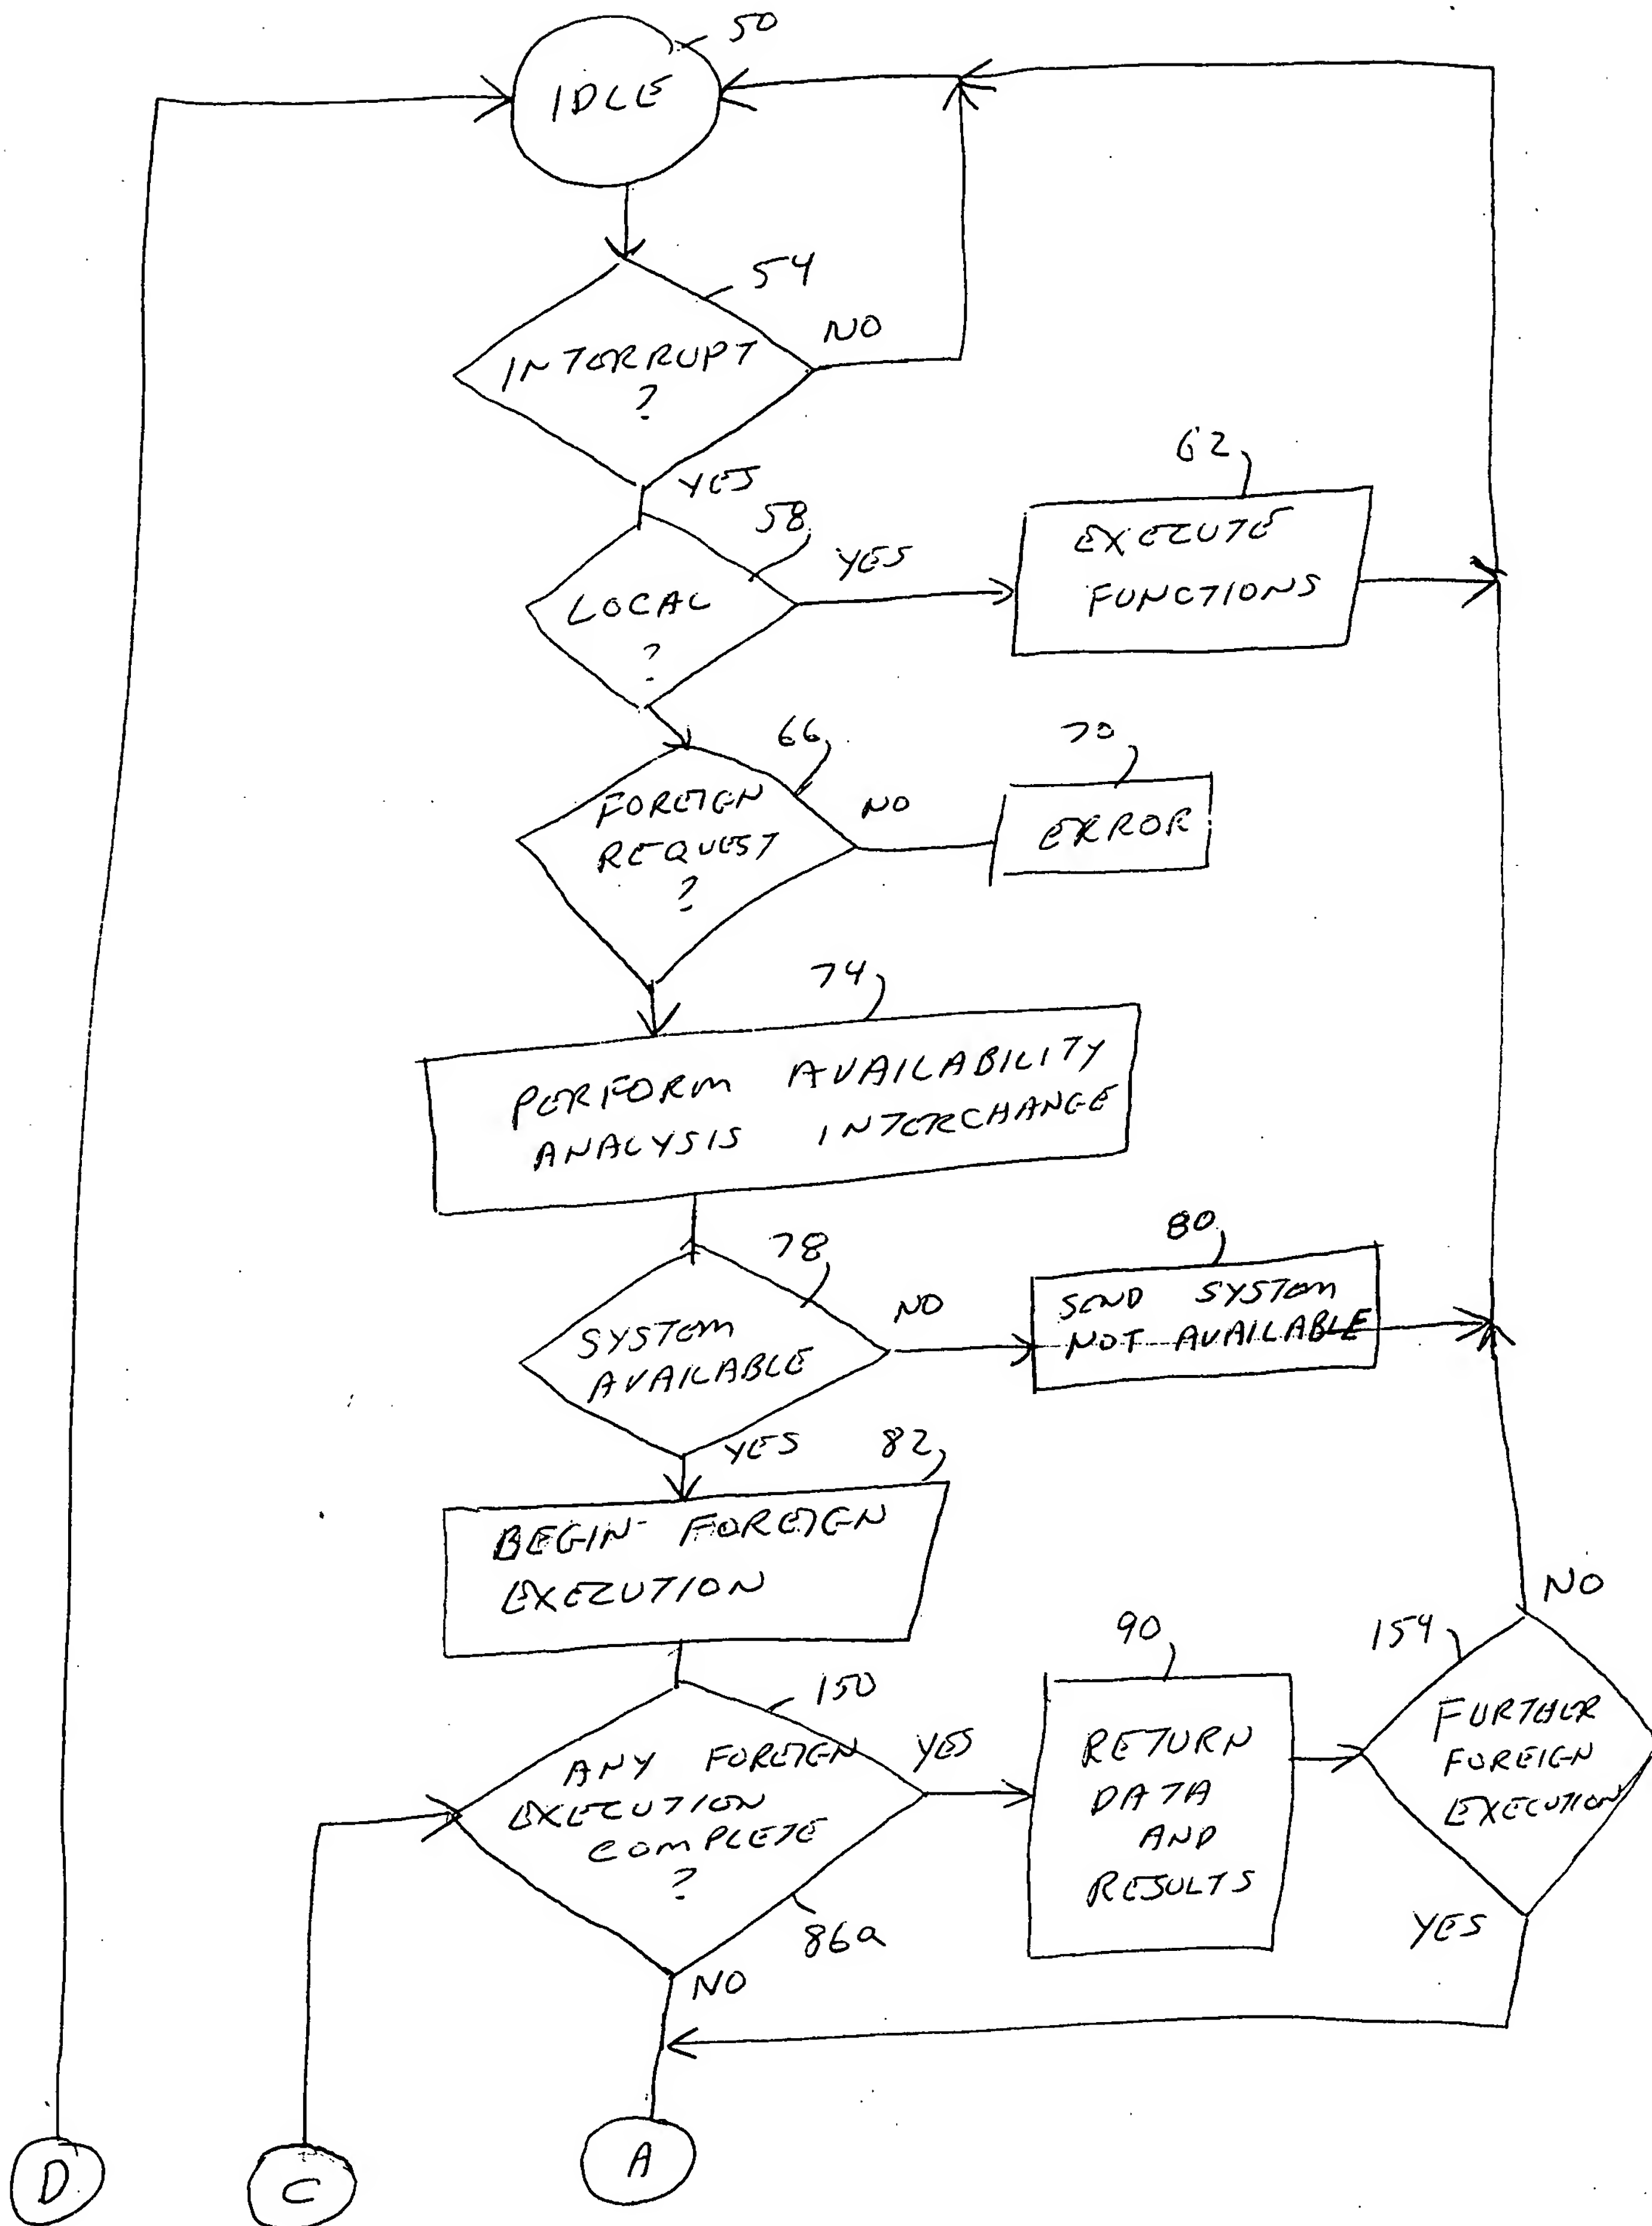 50
IDLE
54
INTERRUPT
?
NO
YES
58
LOCAL
?
YES
62
EXECUTE
FUNCTIONS
66
FOREIGN
REQUEST
?
NO
70
ERROR
74
PERFORM AVAILABILITY
ANALYSIS INTERCHANGE
78
SYSTEM
AVAILABLE
NO
80
SEND SYSTEM
NOT AVAILABLE
YES
82
BEGIN FOREIGN
EXECUTION
150
ANY FOREIGN
EXECUTION
COMPLETE
?
86a
YES
90
RETURN
DATA
AND
RESULTS
154
NO
FURTHER
FOREIGN
EXECUTION
YES
NO
D
C
A